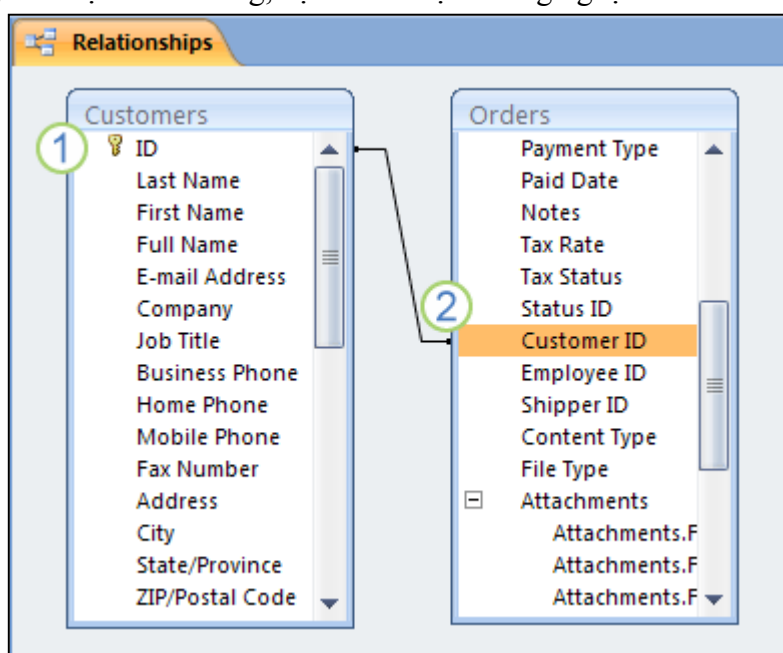 Relationships
Customers
1
ID
Last Name
First Name
Full Name
E-mail Address
Company
Job Title
Business Phone
Home Phone
Mobile Phone
Fax Number
Address
City
State/Province
ZIP/Postal Code
Orders
Payment Type
Paid Date
Notes
Tax Rate
Tax Status
Status ID
2
Customer ID
Employee ID
Shipper ID
Content Type
File Type
Attachments
Attachments.F
Attachments.F
Attachments.F